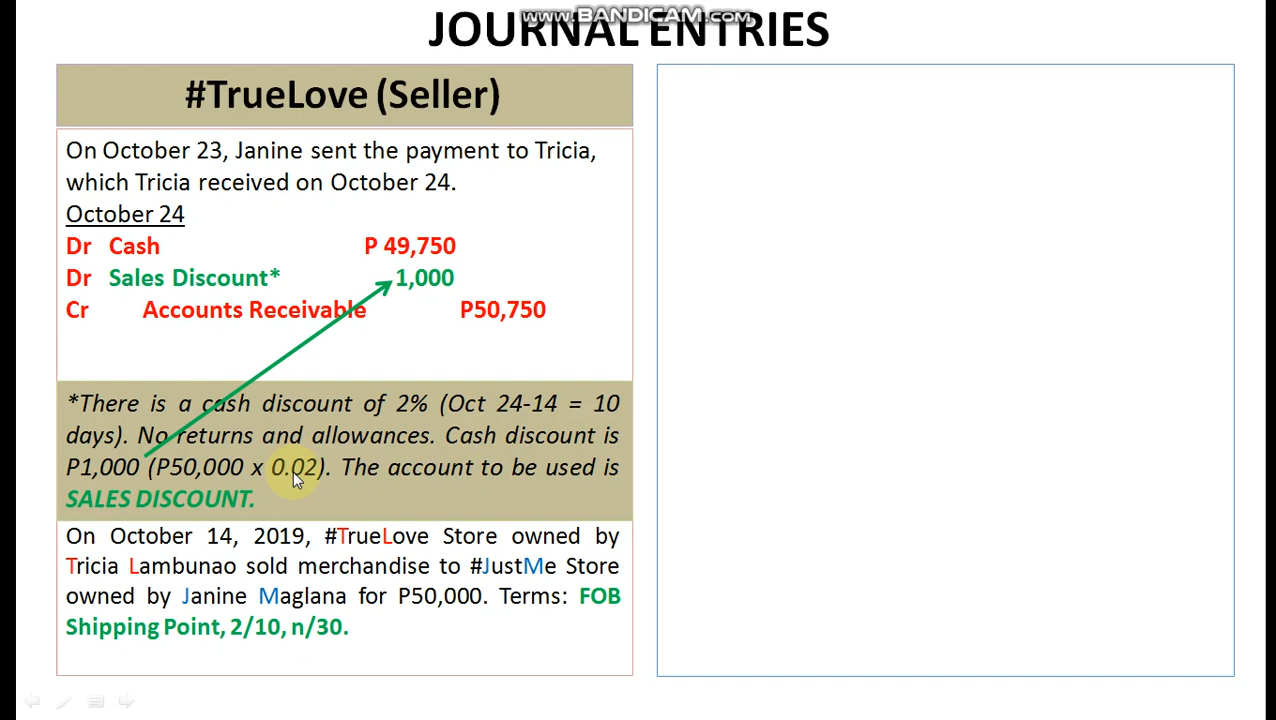 www.BANDICAM.com
JOURNAL ENTRIES
#TrueLove (Seller)
On October 23, Janine sent the payment to Tricia,
which Tricia received on October 24.
October 24
Dr Cash P 49,750
Dr Sales Discount* 1,000
Cr Accounts Receivable P50,750
*There is a cash discount of 2% (Oct 24-14 = 10
days). No returns and allowances. Cash discount is
P1,000 (P50,000 x 0.02). The account to be used is
SALES DISCOUNT.
On October 14, 2019, #TrueLove Store owned by
Tricia Lambunao sold merchandise to #JustMe Store
owned by Janine Maglana for P50,000. Terms: FOB
Shipping Point, 2/10, n/30.